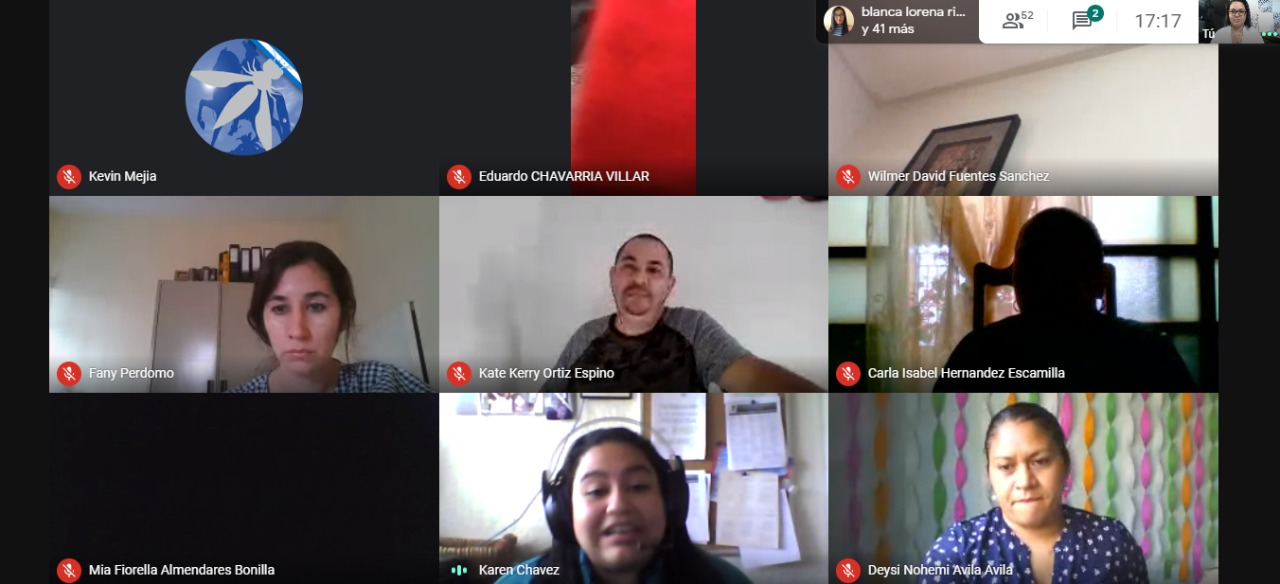 blanca lorena ri...
y 41 más
52
2
17:17
Tú
Kevin Mejia
Eduardo CHAVARRIA VILLAR
Wilmer David Fuentes Sanchez
Fany Perdomo
Kate Kerry Ortiz Espino
Carla Isabel Hernandez Escamilla
Mia Fiorella Almendares Bonilla
Karen Chavez
Deysi Nohemi Avila Avila